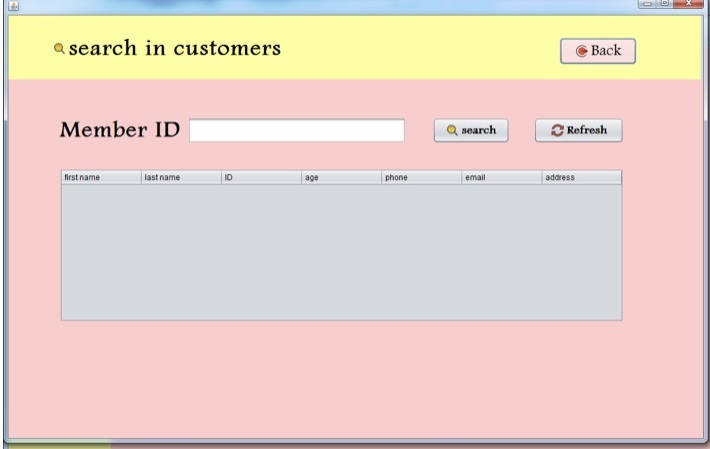 search in customers
Back
Member ID
search
Refresh
first name last name ID age phone email address